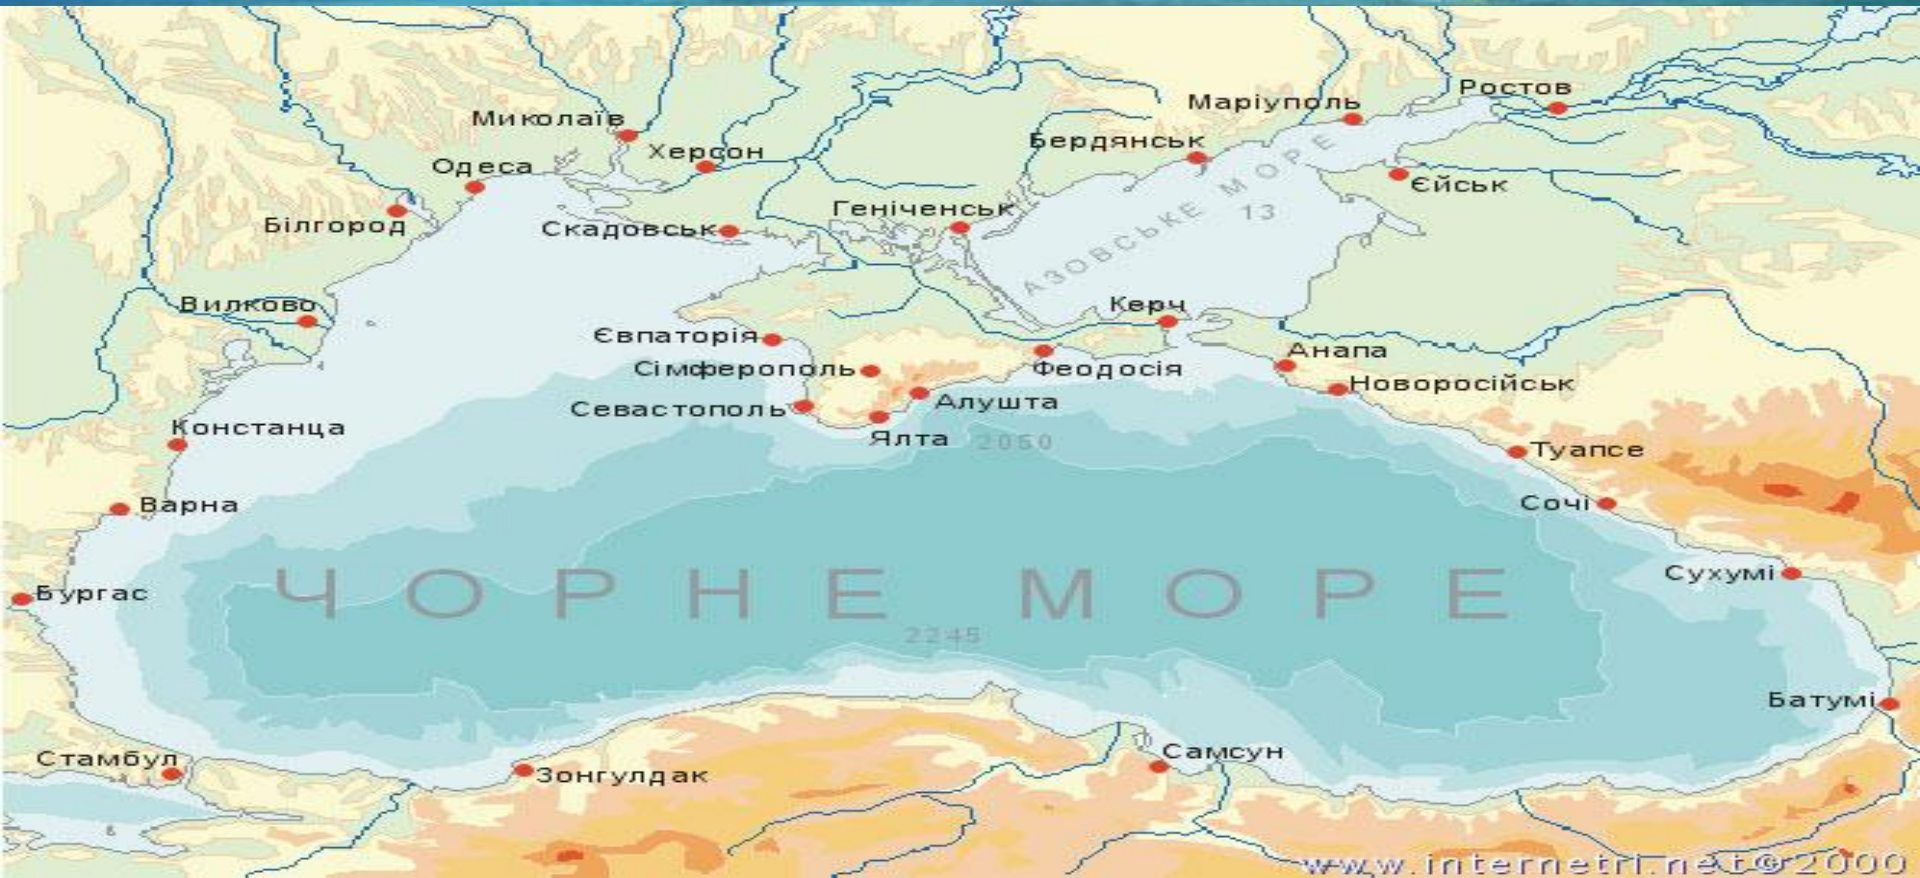 Ростов
Маріуполь
Миколаїв
Бердянськ
Херсон
Одеса
АЗОВСЬКЕ МОРЕ
13
Єйськ
Геніченськ
Білгород
Скадовськ
Вилково
Керч
Євпаторія
Анапа
Сімферополь
Феодосія
Новоросійськ
Севастополь
Алушта
Констанца
Ялта
2050
Туапсе
Варна
Сочі
Сухумі
Бургас
ЧОРНЕ МОРЕ
2245
Батумі
Стамбул
Самсун
Зонгулдак
www.internetri.net©2000